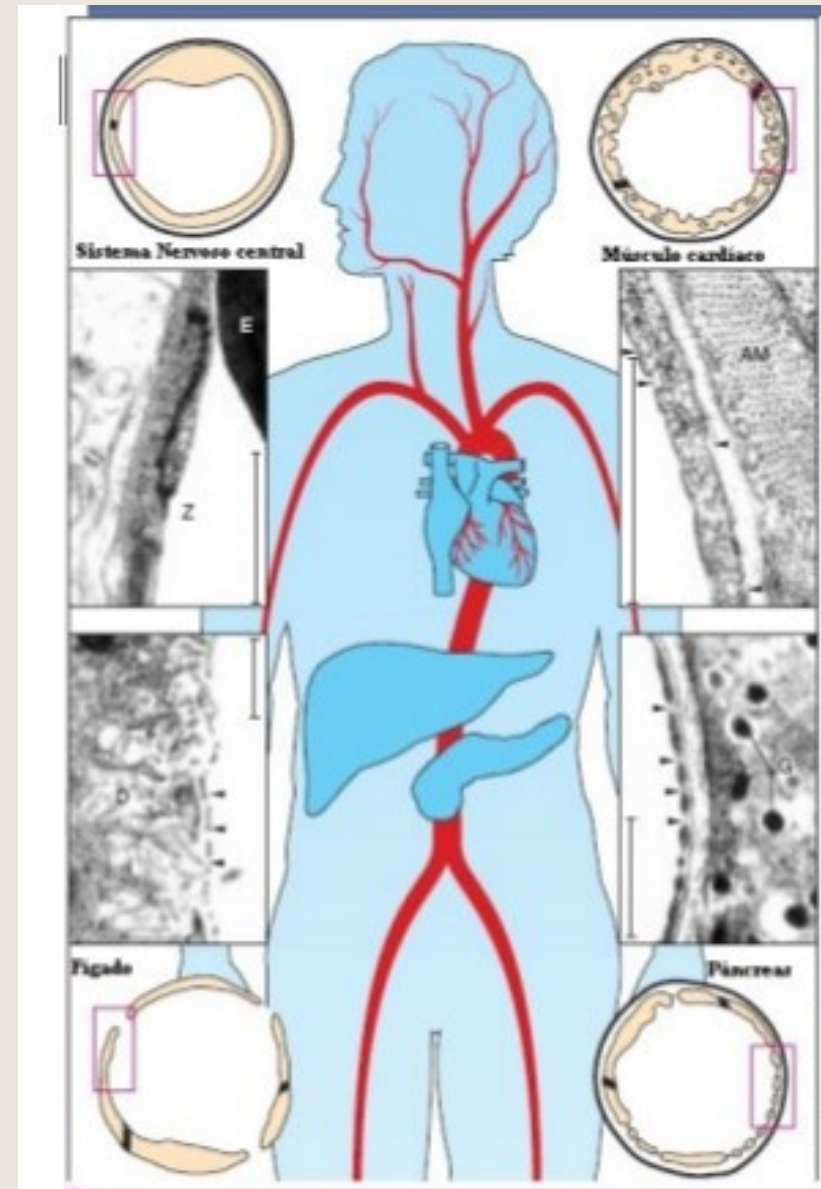 Sistema Nervoso central
Músculo cardíaco
E
Z
AM
D
G
Fígado
Pâncreas